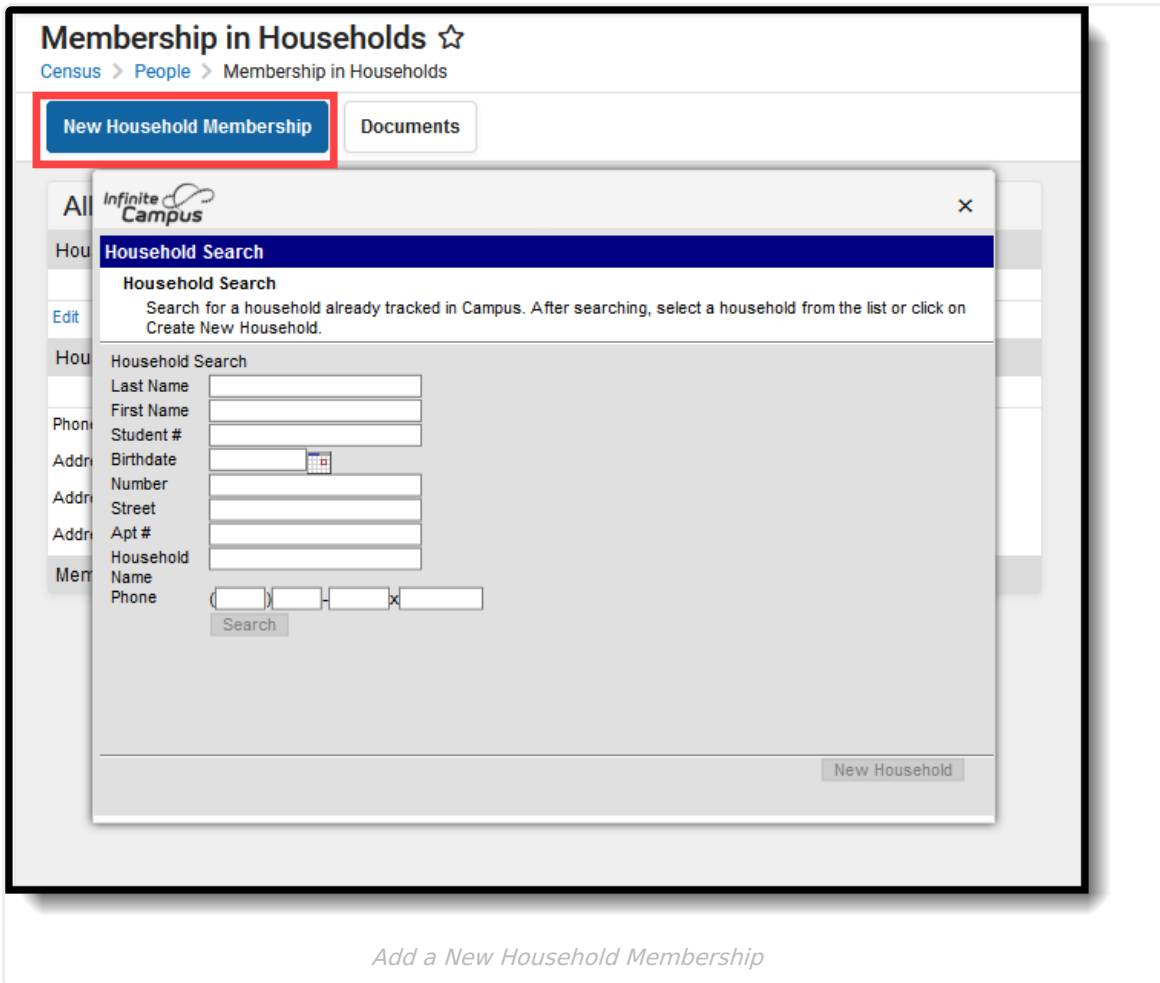 Membership in Households
Census > People > Membership in Households
New Household Membership
Documents
All
Infinite
Campus
×
Hou
Household Search
Household Search
Search for a household already tracked in Campus. After searching, select a household from the list or click on
Create New Household.
Edit
Hou
Household Search
Last Name
First Name
Phon
Student #
Addr
Birthdate
Number
Addr
Street
Addr
Apt #
Household
Name
Mem
Phone ( ) - x
Search
New Household
Add a New Household Membership